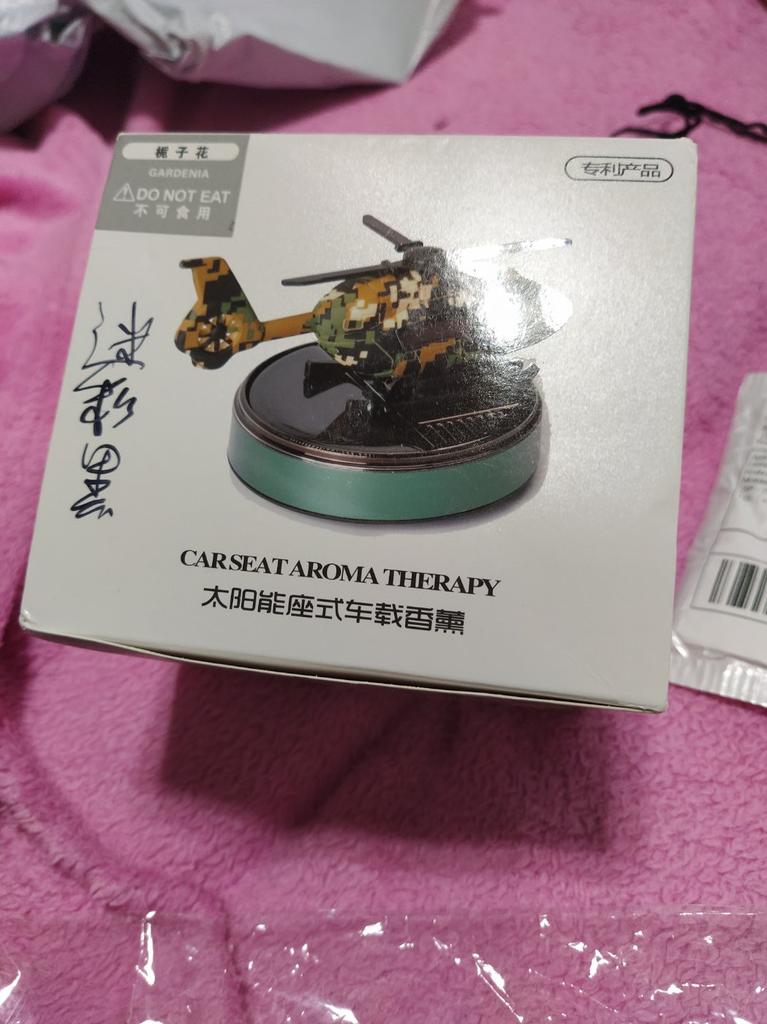 栀子花
GARDENIA
DO NOT EAT
不可食用
专利产品
CAR SEAT AROMA THERAPY
太阳能座式车载香薰